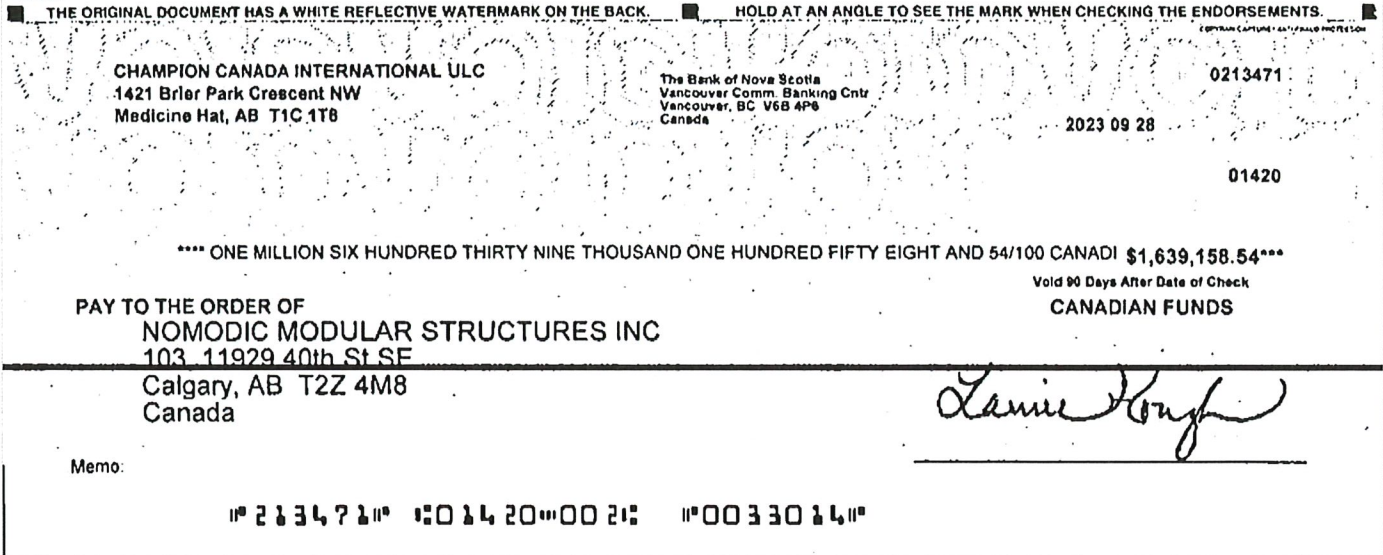 THE ORIGINAL DOCUMENT HAS A WHITE REFLECTIVE WATERMARK ON THE BACK. HOLD AT AN ANGLE TO SEE THE MARK WHEN CHECKING THE ENDORSEMENTS.
CHAMPION CANADA INTERNATIONAL ULC
1421 Brier Park Crescent NW
Medicine Hat, AB T1C 1T8
The Bank of Nova Scotia
Vancouver Comm. Banking Cntr
Vancouver, BC V6B 4P6
Canada
0213471
2023 09 28
01420
**** ONE MILLION SIX HUNDRED THIRTY NINE THOUSAND ONE HUNDRED FIFTY EIGHT AND 54/100 CANADI $1,639,158.54***
Void 90 Days After Date of Check
CANADIAN FUNDS
PAY TO THE ORDER OF
NOMODIC MODULAR STRUCTURES INC
103 11929 40th St SE
Calgary, AB T2Z 4M8
Canada
Memo:
⑈213471⑈ ⑆01420⑉002⑆ ⑈0033014⑈